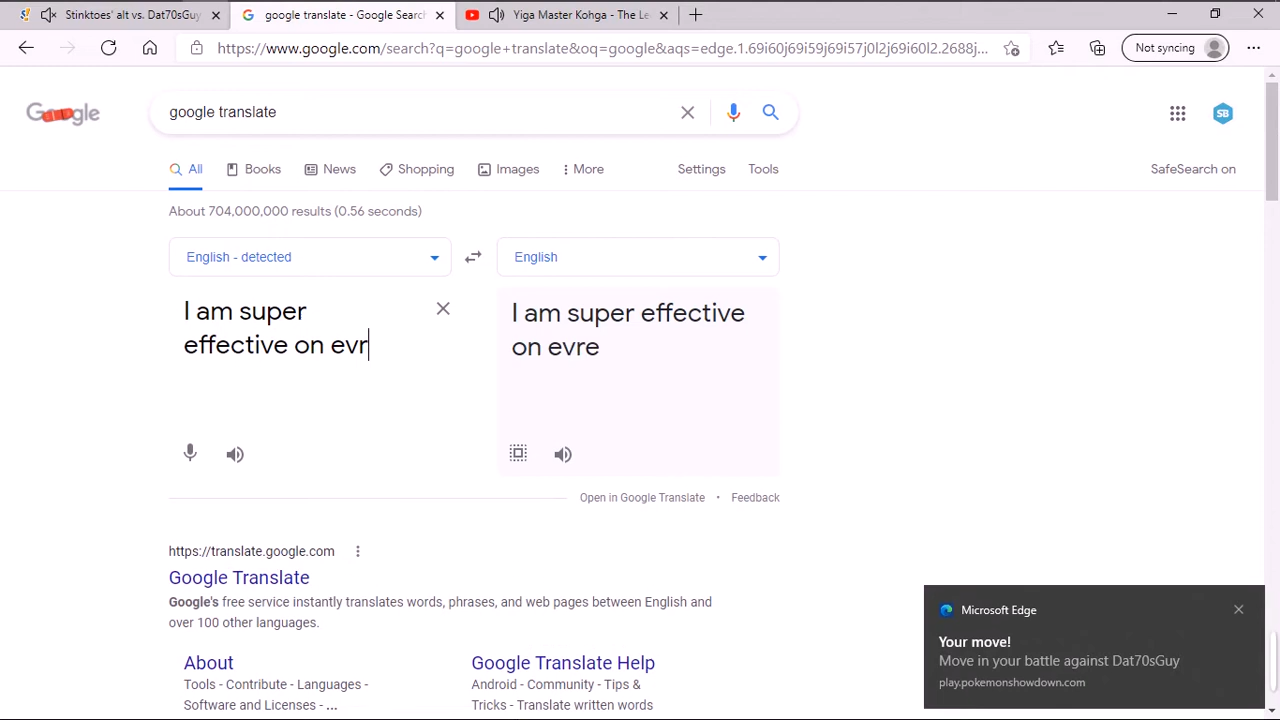 Stinkies' alt vs. Dat70sGuy
google translate - Google Search
Yiga Master Kohga - The Le
https://www.google.com/search?q=google+translate&oq=google&aqs=edge.1.69i60j69i59j69i57j0l2j69i60l2.2688j...
Not syncing
Google
google translate
SB
All
Books
News
Shopping
Images
More
Settings
Tools
SafeSearch on
About 704,000,000 results (0.56 seconds)
English - detected
English
I am super
effective on evr
I am super effective
on evre
Open in Google Translate • Feedback
https://translate.google.com
Google Translate
Google's free service instantly translates words, phrases, and web pages between English and
over 100 other languages.
About
Tools - Contribute - Languages -
Software and Licenses - ...
Google Translate Help
Android - Community - Tips &
Tricks - Translate written words
Microsoft Edge
Your move!
Move in your battle against Dat70sGuy
play.pokemonshowdown.com